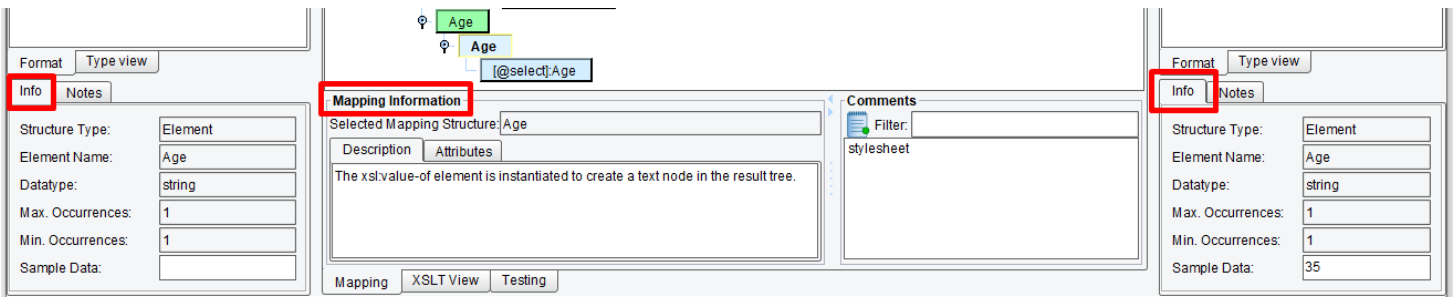 Format
Type view
Info
Notes
Structure Type: Element
Element Name: Age
Datatype: string
Max. Occurrences: 1
Min. Occurrences: 1
Sample Data:
Age
Age
[@select]:Age
Mapping Information
Selected Mapping Structure: Age
Description
Attributes
The xsl:value-of element is instantiated to create a text node in the result tree.
Comments
Filter:
stylesheet
Mapping
XSLT View
Testing
Format
Type view
Info
Notes
Structure Type: Element
Element Name: Age
Datatype: string
Max. Occurrences: 1
Min. Occurrences: 1
Sample Data: 35